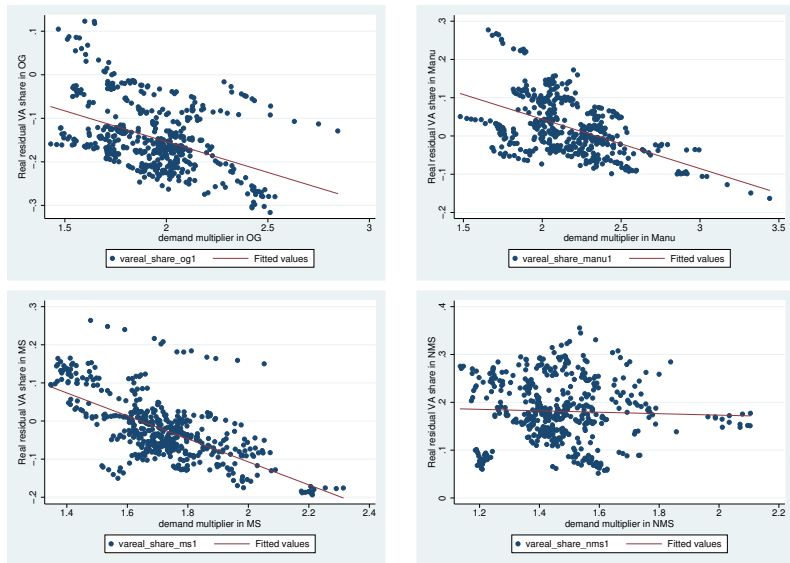 Real residual VA share in OG
.1
0
-.1
-.2
-.3
1.5 2 2.5 3
demand multiplier in OG
vareal_share_og1 Fitted values
Real residual VA share in Manu
.3
.2
.1
0
-.1
-.2
1.5 2 2.5 3 3.5
demand multiplier in Manu
vareal_share_manu1 Fitted values
Real residual VA share in MS
.3
.2
.1
0
-.1
-.2
1.4 1.6 1.8 2 2.2 2.4
demand multiplier in MS
vareal_share_ms1 Fitted values
Real residual VA share in NMS
.4
.3
.2
.1
0
1.2 1.4 1.6 1.8 2 2.2
demand multiplier in NMS
vareal_share_nms1 Fitted values